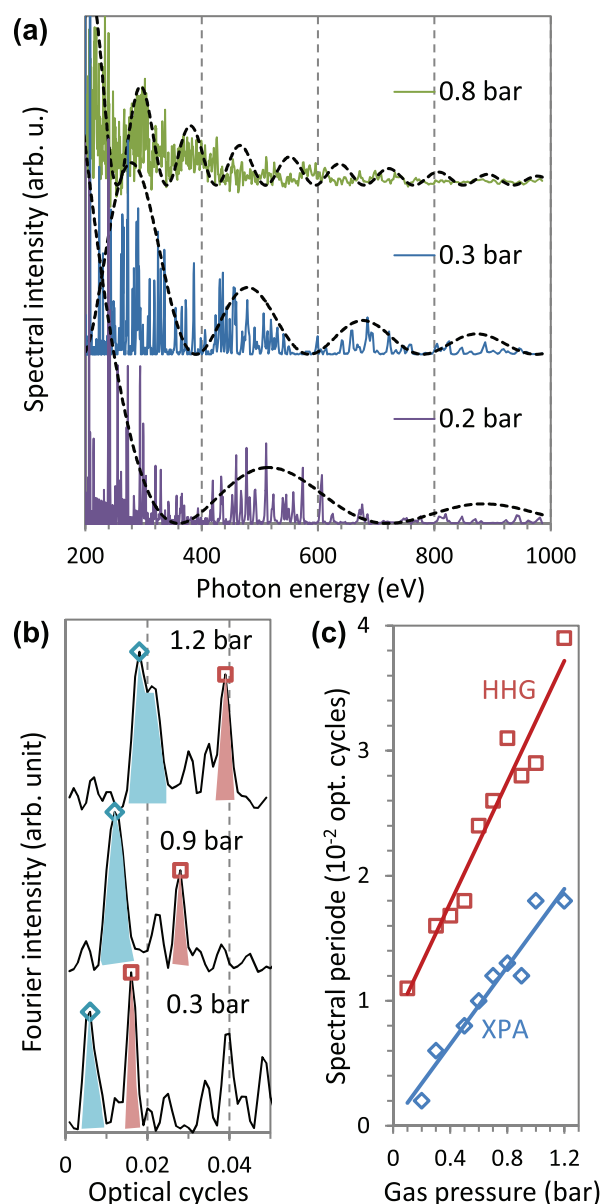 (a)
0.8 bar
0.3 bar
0.2 bar
Spectral intensity (arb. u.)
200 400 600 800 1000
Photon energy (eV)
(b)
1.2 bar
0.9 bar
0.3 bar
Fourier intensity (arb. unit)
0 0.02 0.04
Optical cycles
(c)
4
3
2
1
0
HHG
XPA
Spectral periode (10⁻² opt. cycles)
0 0.4 0.8 1.2
Gas pressure (bar)